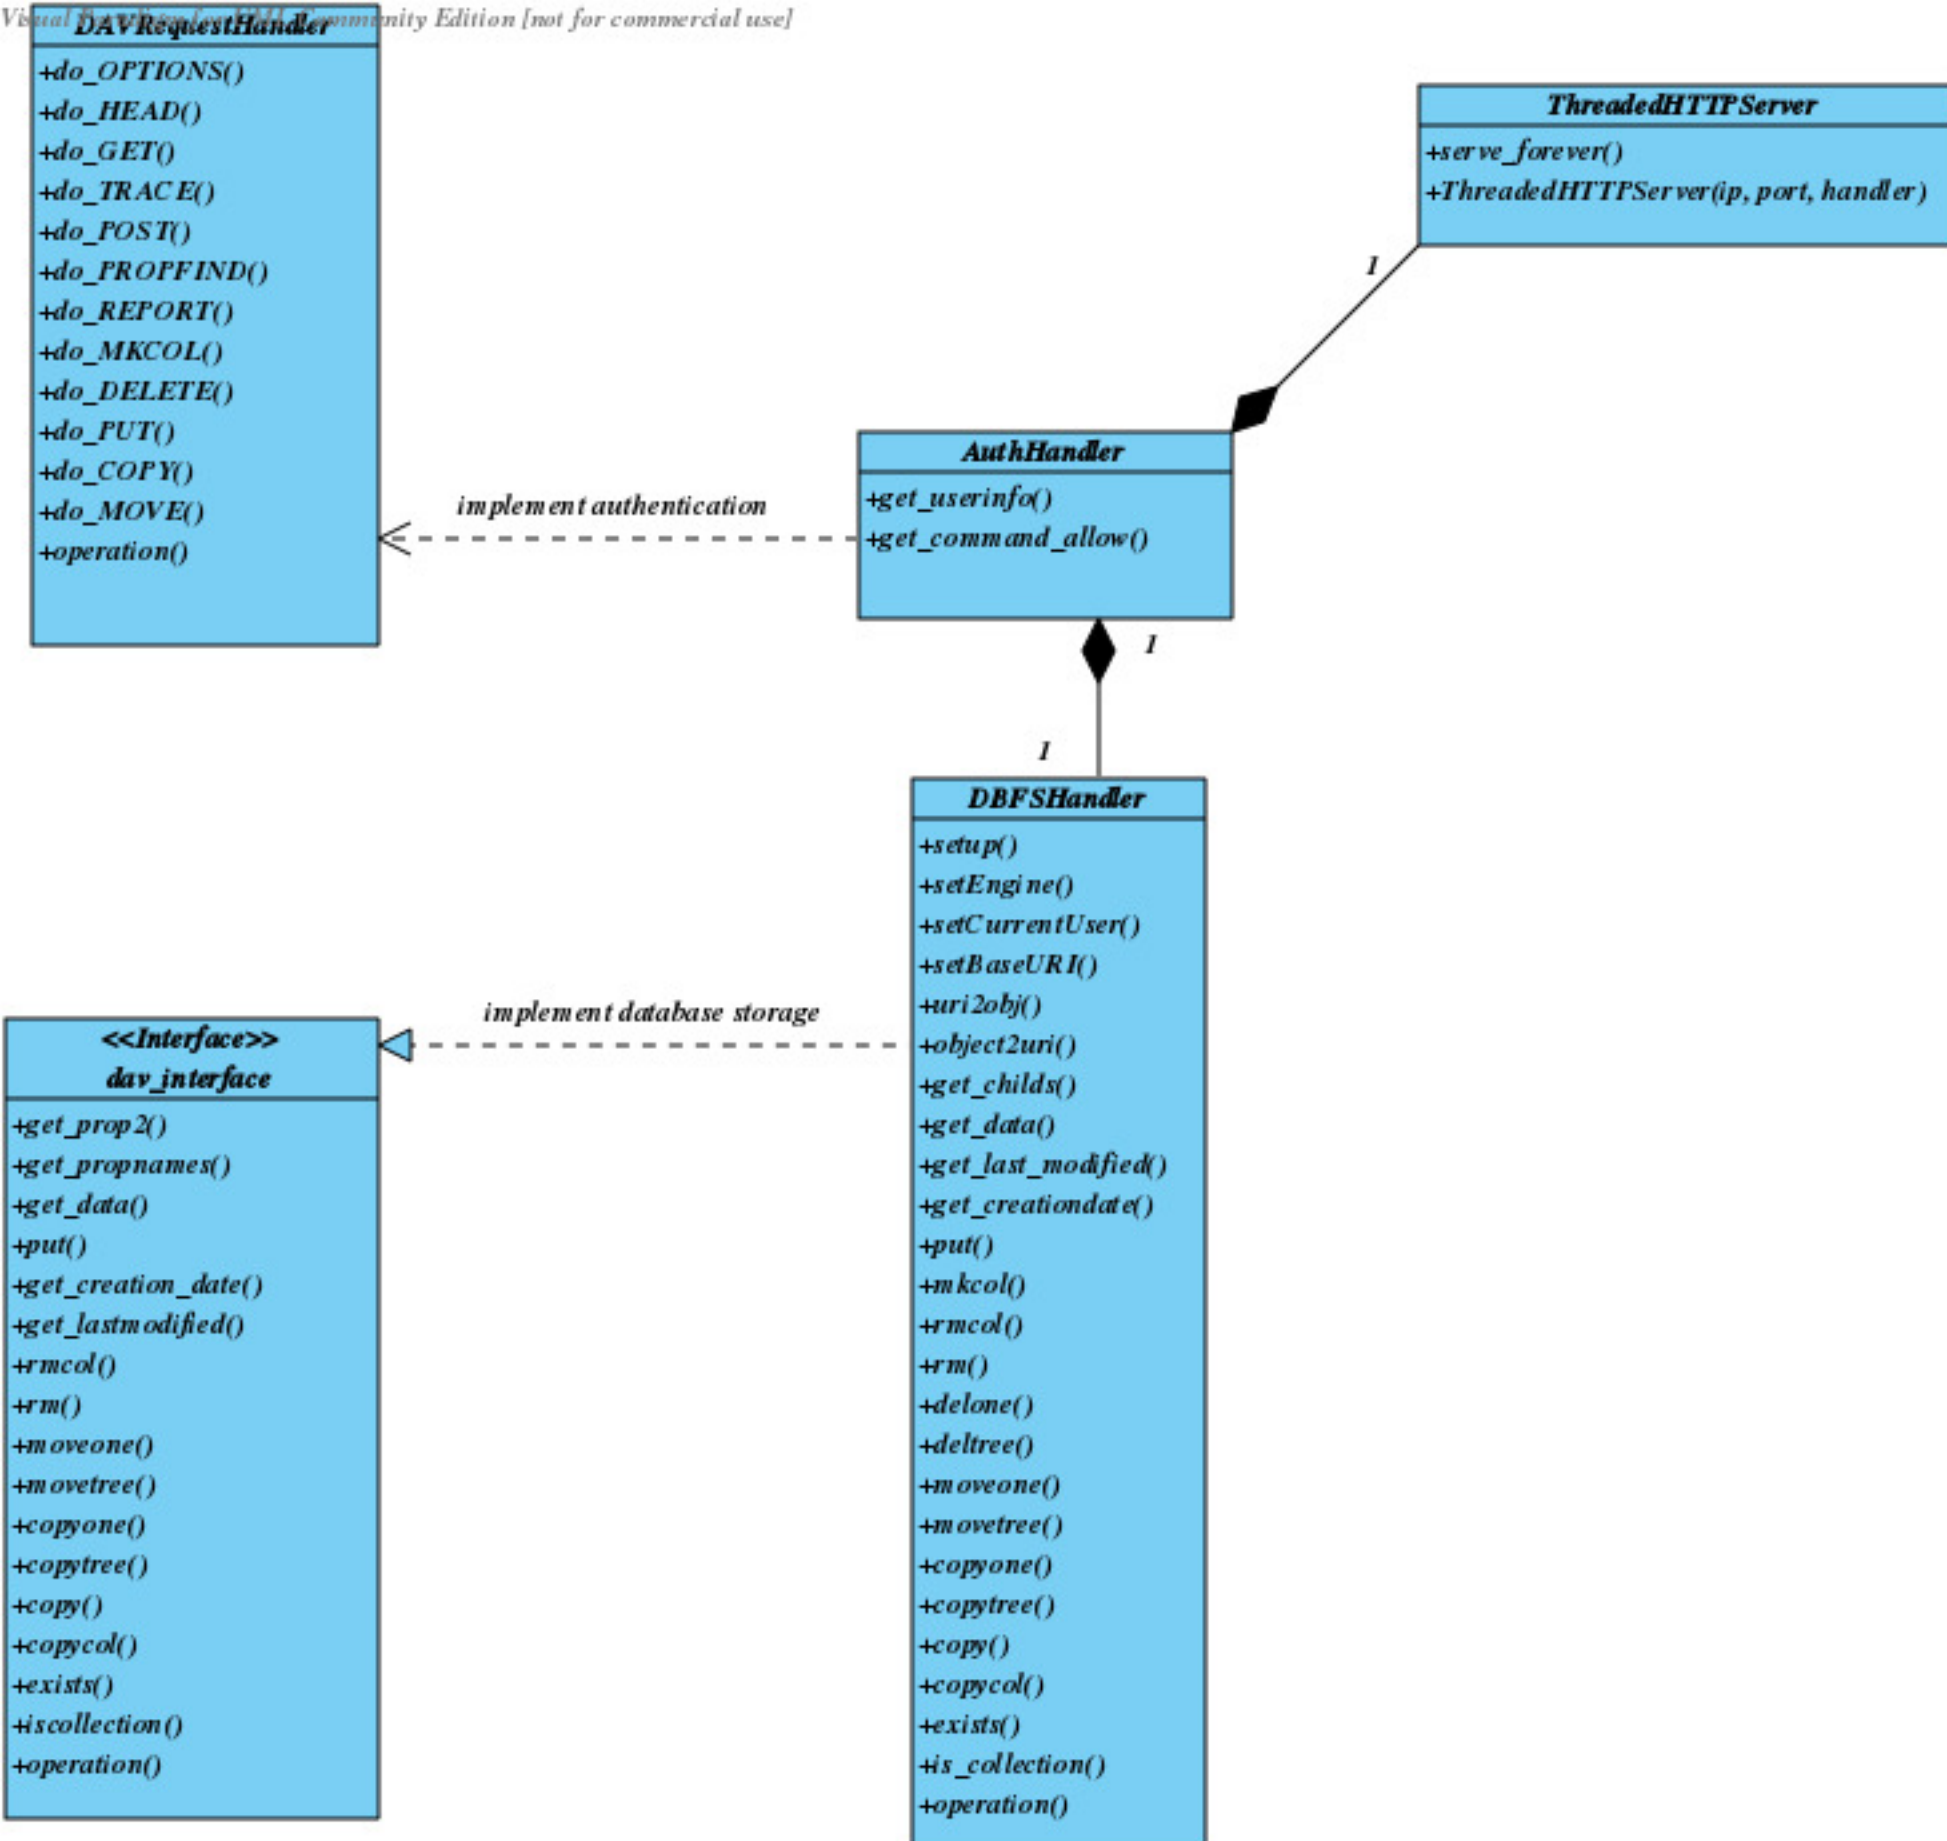 Visual Paradigm for UML Community Edition [not for commercial use]
DAVRequestHandler
+do_OPTIONS()
+do_HEAD()
+do_GET()
+do_TRACE()
+do_POST()
+do_PROPFIND()
+do_REPORT()
+do_MKCOL()
+do_DELETE()
+do_PUT()
+do_COPY()
+do_MOVE()
+operation()
ThreadedHTTPServer
+serve_forever()
+ThreadedHTTPServer(ip, port, handler)
1
AuthHandler
+get_userinfo()
+get_command_allow()
implement authentication
1
1
DBFSHandler
+setup()
+setEngine()
+setCurrentUser()
+setBaseURI()
+uri2obj()
+object2uri()
+get_childs()
+get_data()
+get_last_modified()
+get_creationdate()
+put()
+mkcol()
+rmcol()
+rm()
+delone()
+deltree()
+moveone()
+movetree()
+copyone()
+copytree()
+copy()
+copycol()
+exists()
+is_collection()
+operation()
implement database storage
<<Interface>>
dav_interface
+get_prop2()
+get_propnames()
+get_data()
+put()
+get_creation_date()
+get_lastmodified()
+rmcol()
+rm()
+moveone()
+movetree()
+copyone()
+copytree()
+copy()
+copycol()
+exists()
+iscollection()
+operation()